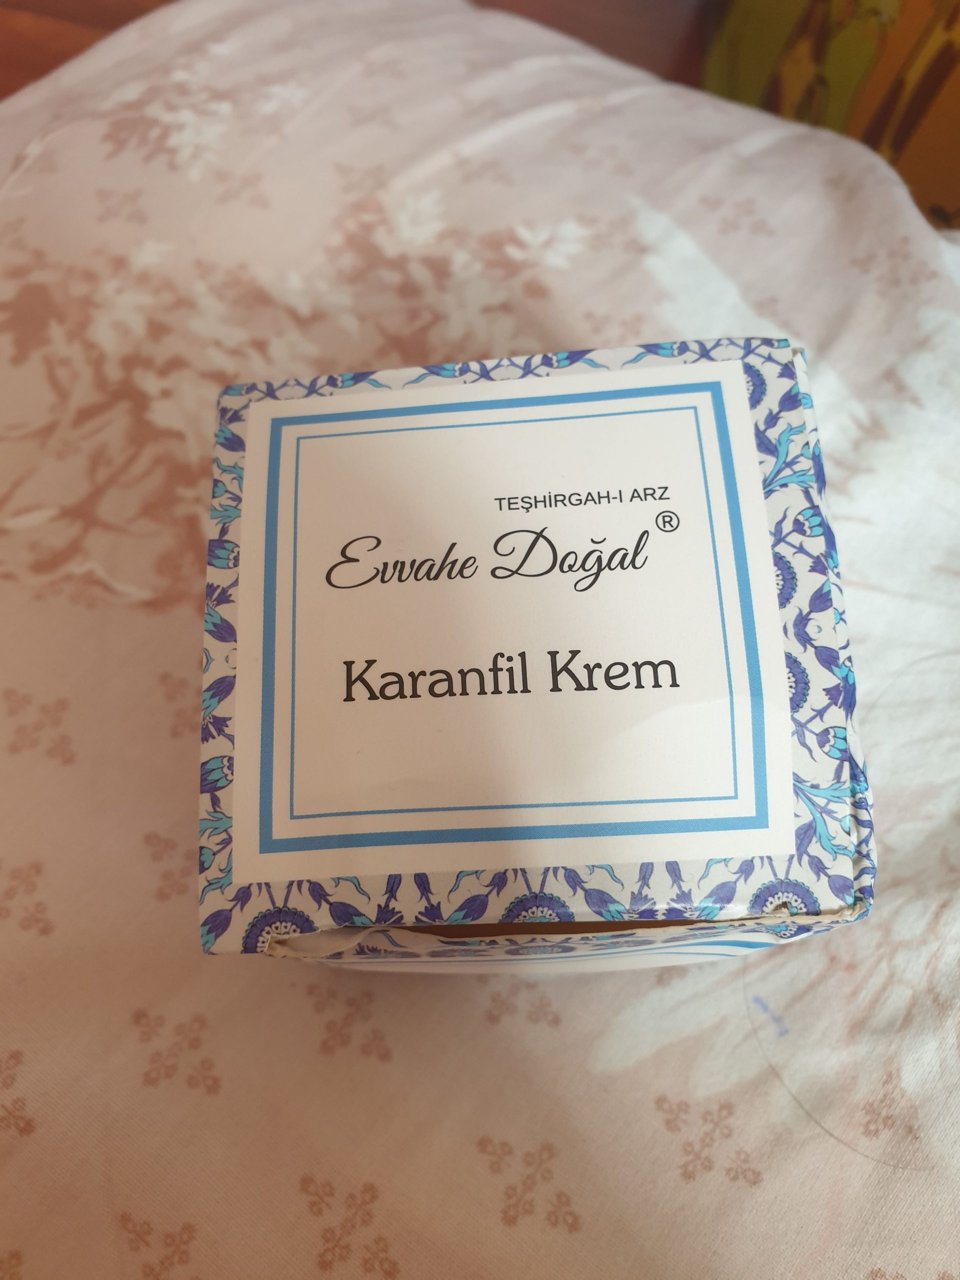 TEŞHİRGAH-I ARZ
Evvahe Doğal®
Karanfil Krem